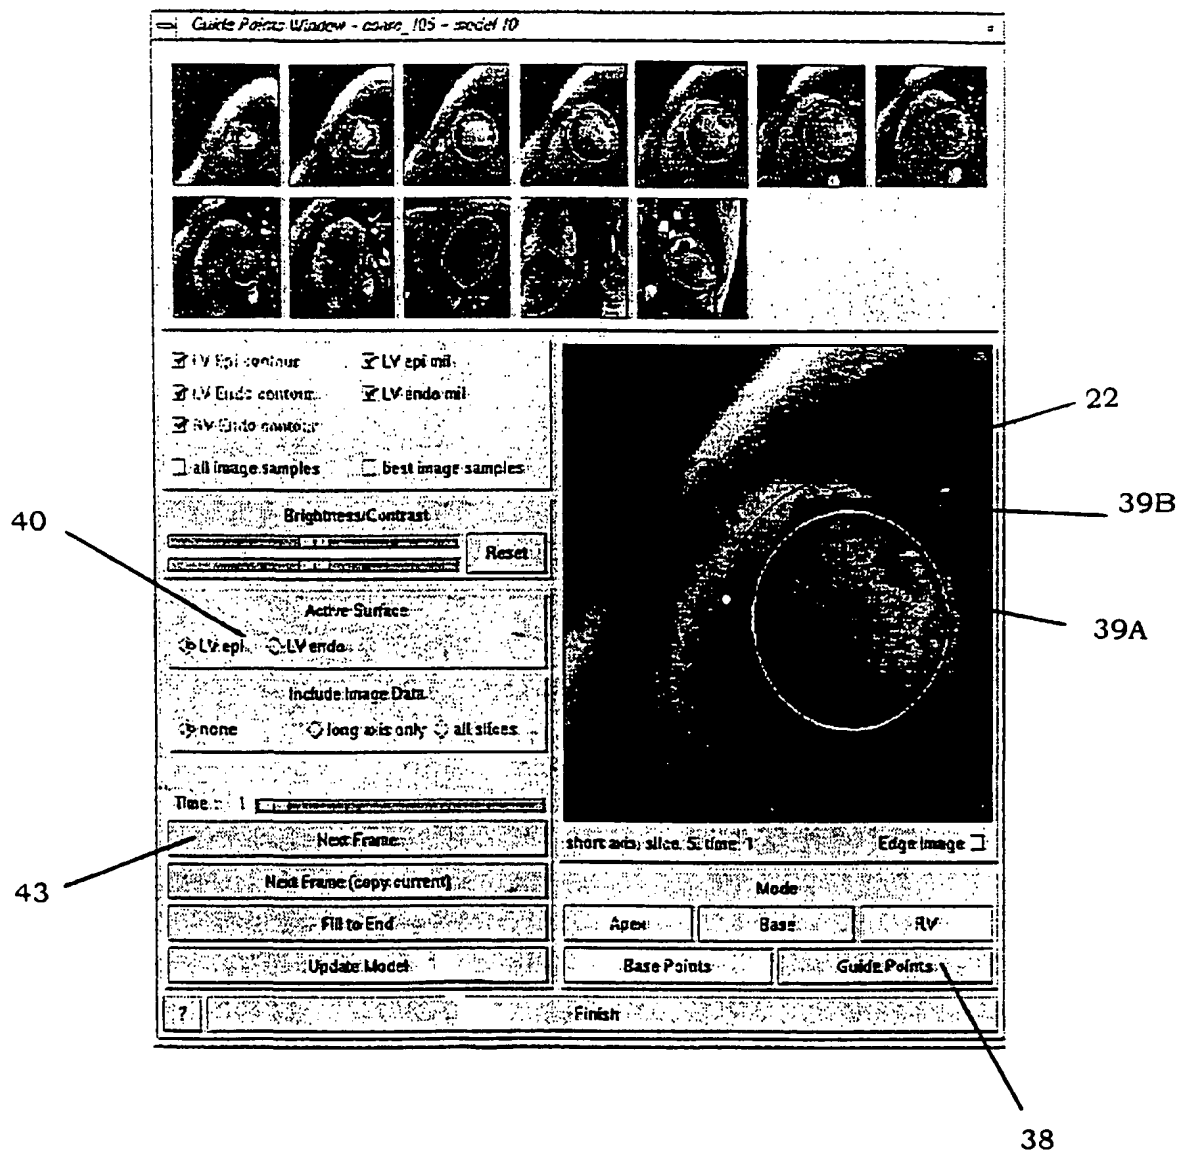 Guide Points Window - model 10
LV Epi contour
LV epi mil
LV Endo contour
LV endo mil
RV Endo contour
all image samples
best image samples
22
39B
39A
Brightness/Contrast
Reset
40
Active Surface
LV epi
LV endo
Include Image Data
none
long axis only
all slices
Time: 1
Next Frame
43
short axis, slice 5, time 1
Edge Image
Next Frame (copy current)
Mode
Fill to End
Apex
Base
RV
Update Model
Base Points
Guide Points
?
Finish
38